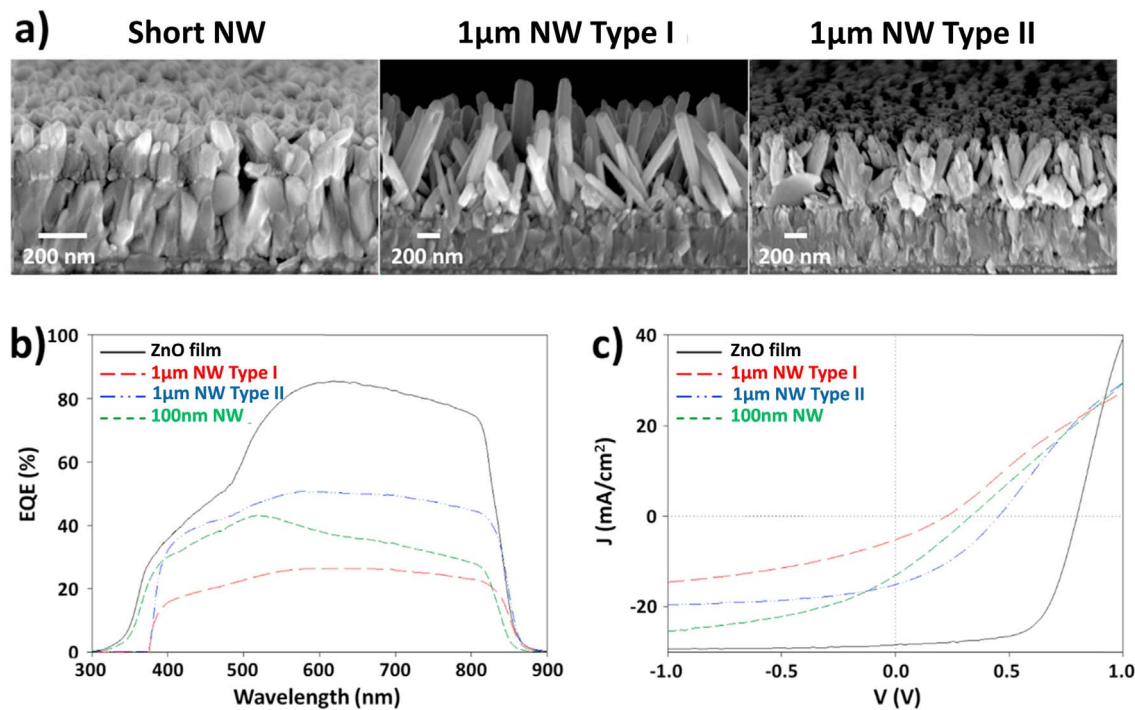 a)
Short NW
1µm NW Type I
1µm NW Type II
200 nm
200 nm
200 nm
b)
100
80
60
40
20
0
EQE (%)
ZnO film
1µm NW Type I
1µm NW Type II
100nm NW
300
400
500
600
700
800
900
Wavelength (nm)
c)
40
20
0
-20
J (mA/cm²)
ZnO film
1µm NW Type I
1µm NW Type II
100nm NW
-1.0
-0.5
0.0
0.5
1.0
V (V)